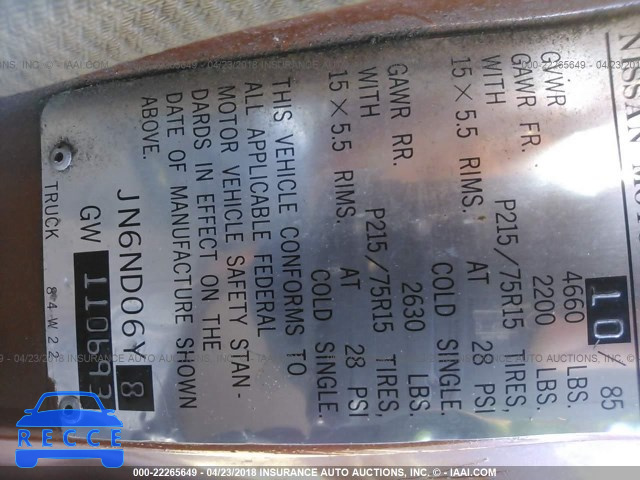 NISSAN MO
10/85
GVWR 4660 LBS.
GAWR FR. 2200 LBS.
WITH P215/75R15 TIRES,
15 X 5.5 RIMS. AT 28 PSI
COLD SINGLE.
GAWR RR. 2630 LBS.
WITH P215/75R15 TIRES,
15 X 5.5 RIMS. AT 28 PSI
COLD SINGLE.
THIS VEHICLE CONFORMS TO
ALL APPLICABLE FEDERAL
MOTOR VEHICLE SAFETY STAN-
DARDS IN EFFECT ON THE
DATE OF MANUFACTURE SHOWN
ABOVE.
JN6ND06Y 8
GW 110693
TRUCK 84W22
RECCE
000-22265649 - 04/23/2018 INSURANCE AUTO AUCTIONS, INC. - © IAAI.COM